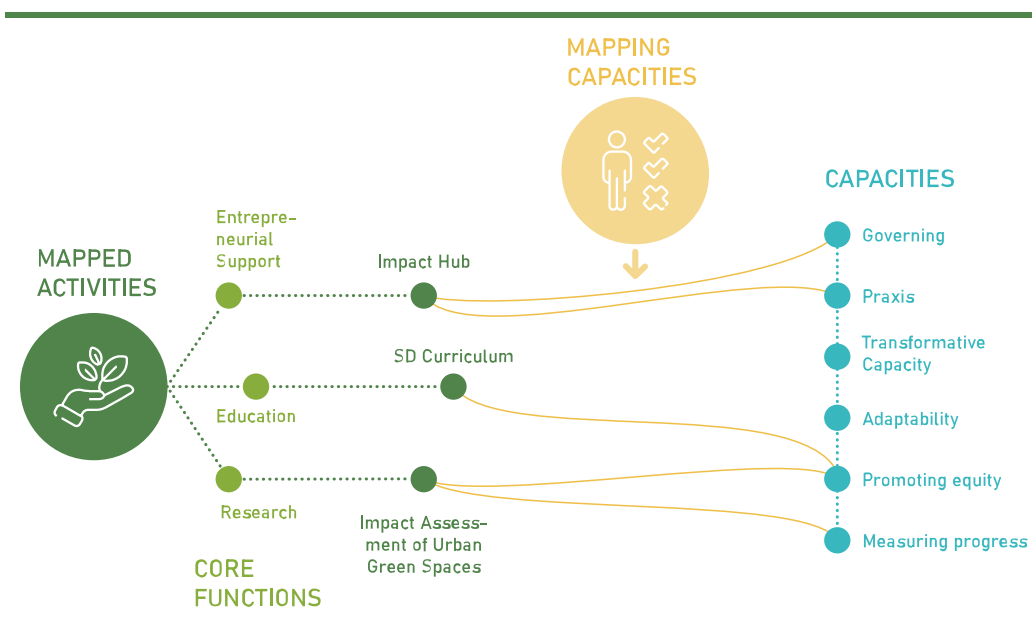 MAPPING
CAPACITIES
CAPACITIES
Entrepre-
neurial
Support
Impact Hub
Governing
MAPPED
ACTIVITIES
Praxis
SD Curriculum
Transformative
Capacity
Education
Adaptability
Research
Impact Assess-
ment of Urban
Green Spaces
Promoting equity
Measuring progress
CORE
FUNCTIONS